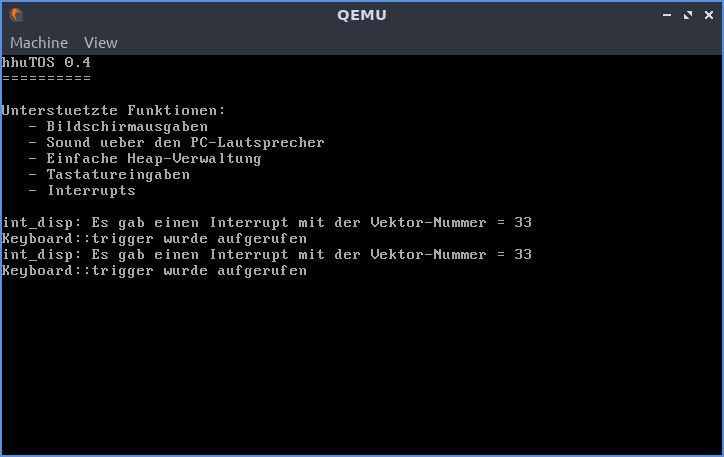 QEMU
Machine View
hhuTOS 0.4
==========
Unterstuetzte Funktionen:
- Bildschirmausgaben
- Sound ueber den PC-Lautsprecher
- Einfache Heap-Verwaltung
- Tastatureingaben
- Interrupts
int_disp: Es gab einen Interrupt mit der Vektor-Nummer = 33
Keyboard::trigger wurde aufgerufen
int_disp: Es gab einen Interrupt mit der Vektor-Nummer = 33
Keyboard::trigger wurde aufgerufen